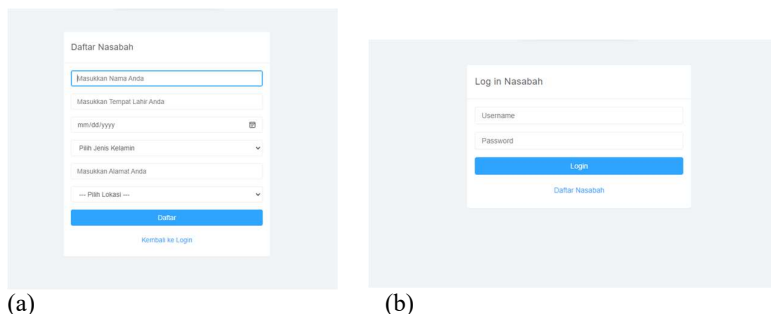 Daftar Nasabah
Masukkan Nama Anda
Masukkan Tempat Lahir Anda
mm/dd/yyyy
Pilih Jenis Kelamin
Masukkan Alamat Anda
--- Pilih Lokasi ---
Daftar
Kembali ke Login
(a)
Log in Nasabah
Username
Password
Login
Daftar Nasabah
(b)